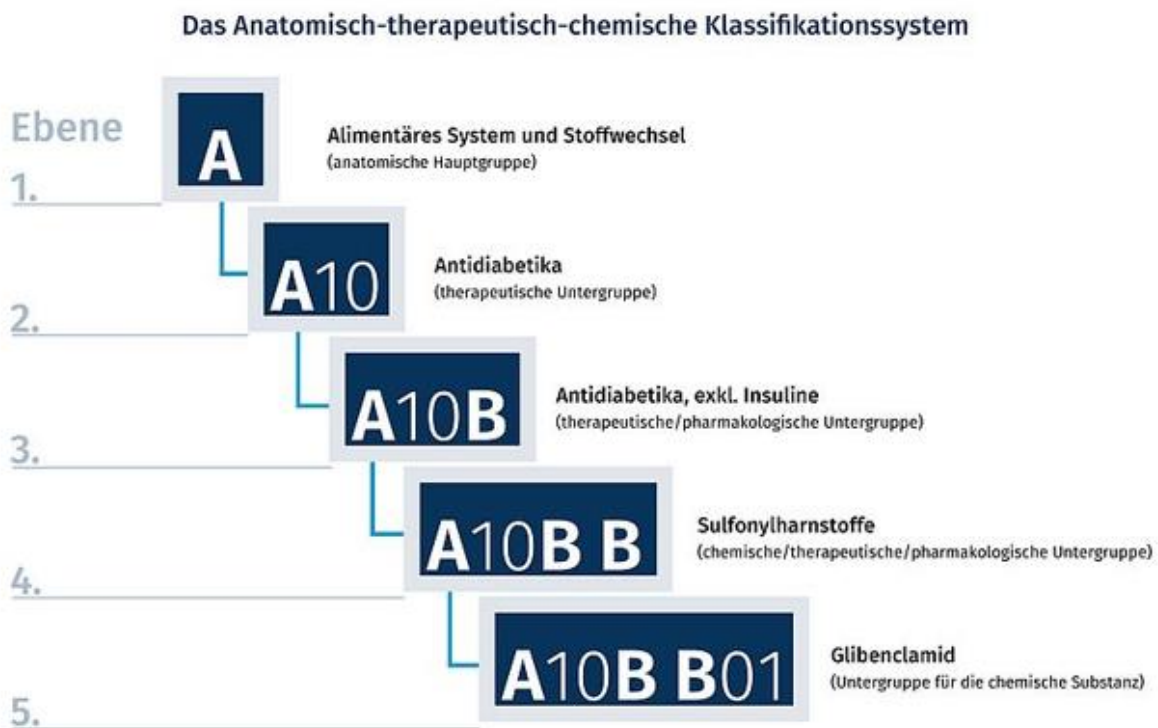 Das Anatomisch-therapeutisch-chemische Klassifikationssystem
Ebene
1.
A
Alimentäres System und Stoffwechsel
(anatomische Hauptgruppe)
2.
A10
Antidiabetika
(therapeutische Untergruppe)
3.
A10B
Antidiabetika, exkl. Insuline
(therapeutische/pharmakologische Untergruppe)
4.
A10B B
Sulfonylharnstoffe
(chemische/therapeutische/pharmakologische Untergruppe)
5.
A10B B01
Glibenclamid
(Untergruppe für die chemische Substanz)